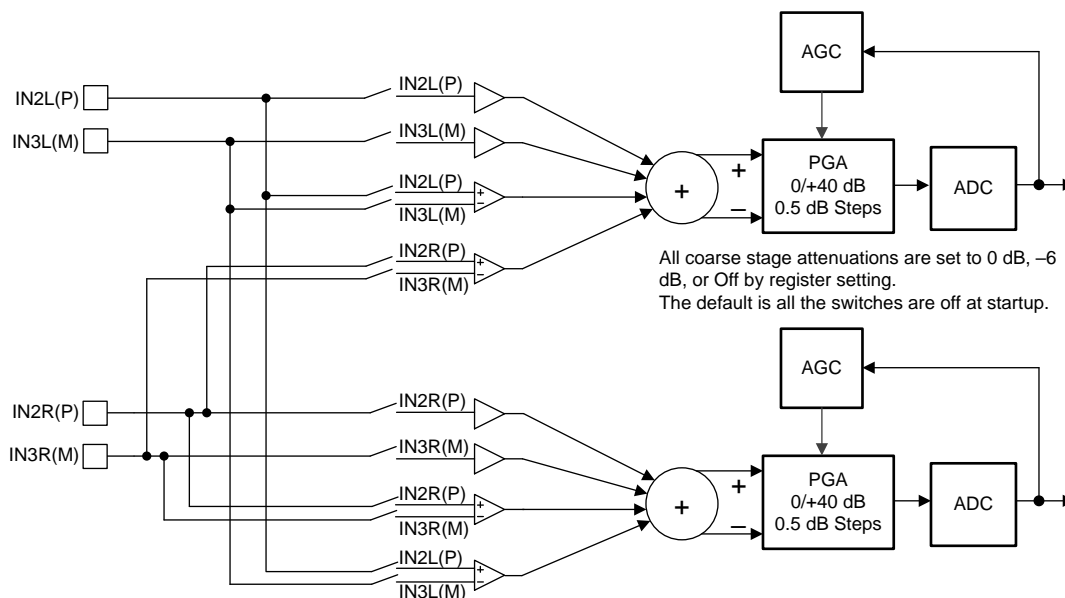 AGC
IN2L(P)
IN2L(P)
IN3L(M)
IN3L(M)
+
PGA
0/+40 dB
0.5 dB Steps
ADC
IN2L(P)
+
–
IN3L(M)
+
–
IN2R(P)
+
–
IN3R(M)
All coarse stage attenuations are set to 0 dB, –6
dB, or Off by register setting.
The default is all the switches are off at startup.
AGC
IN2R(P)
IN2R(P)
IN3R(M)
IN3R(M)
+
PGA
0/+40 dB
0.5 dB Steps
ADC
IN2R(P)
+
–
IN3R(M)
+
–
IN2L(P)
+
–
IN3L(M)